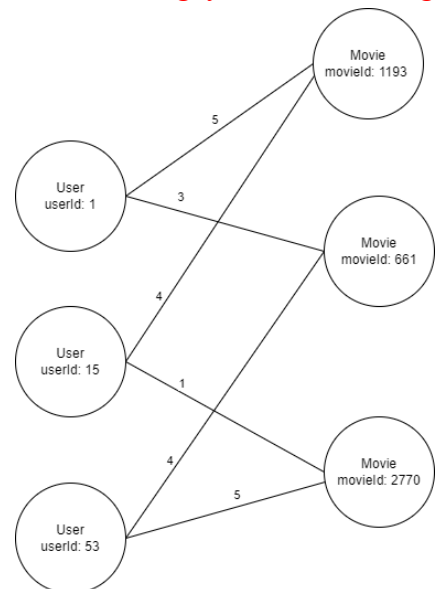 Movie
movieId: 1193
5
User
userId: 1
3
Movie
movieId: 661
4
User
userId: 15
1
Movie
movieId: 2770
4
5
User
userId: 53